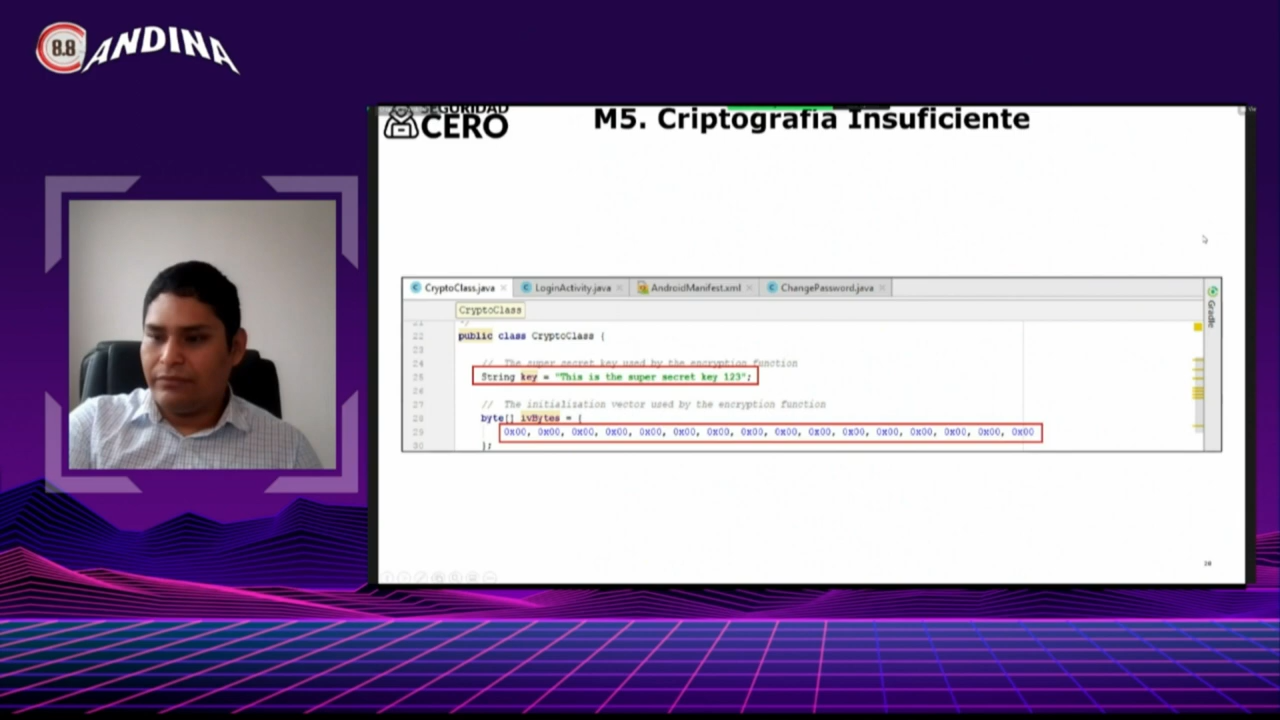 8.8 ANDINA
SEGURIDAD
CERO
M5. Criptografía Insuficiente
CryptoClass.java
LoginActivity.java
AndroidManifest.xml
ChangePassword.java
Gradle
CryptoClass
21 */
22 public class CryptoClass {
23
24 // The super secret key used by the encryption function
25 String key = "This is the super secret key 123";
26
27 // The initialization vector used by the encryption function
28 byte[] ivBytes = {
29 0x00, 0x00, 0x00, 0x00, 0x00, 0x00, 0x00, 0x00, 0x00, 0x00, 0x00, 0x00, 0x00, 0x00, 0x00, 0x00
30 };